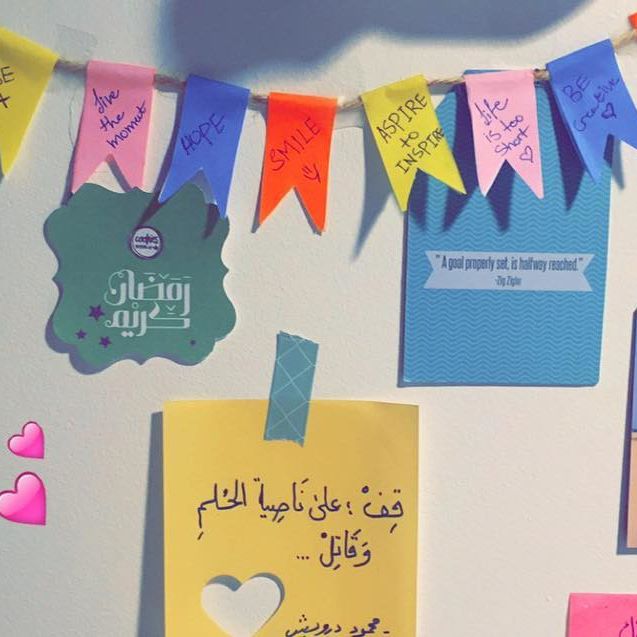 Live
the
moment
HOPE
SMILE
ASPIRE
to
INSPIRE
life
is too
short
BE
creative
رمضان
كريم
" A goal properly set, is halfway reached."
-Zig Ziglar
قِفْ ؛ على نَاصِية الحُلمِ
وَقَاتِلْ ...
- محمود درويش